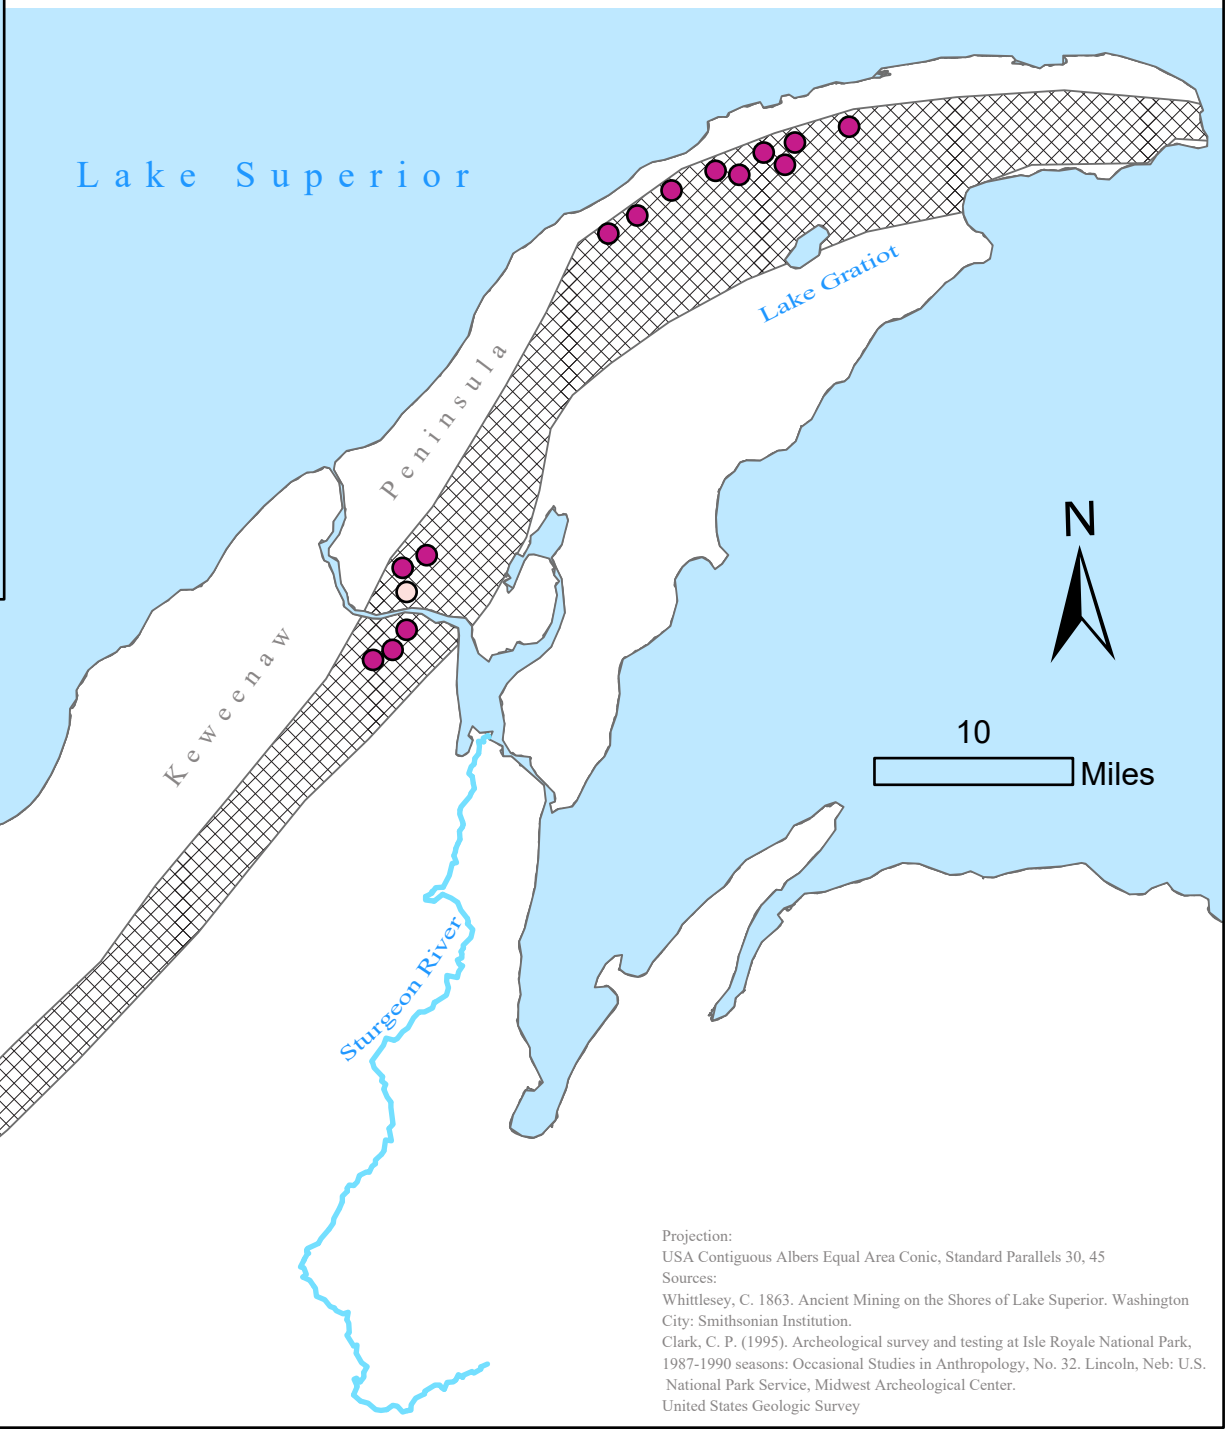 Lake Superior
Lake Gratiot
Peninsula
N
Keweenaw
10
Miles
Sturgeon River
Projection:
USA Contiguous Albers Equal Area Conic, Standard Parallels 30, 45
Sources:
Whittlesey, C. 1863. Ancient Mining on the Shores of Lake Superior. Washington
City: Smithsonian Institution.
Clark, C. P. (1995). Archeological survey and testing at Isle Royale National Park,
1987-1990 seasons: Occasional Studies in Anthropology, No. 32. Lincoln, Neb: U.S.
National Park Service, Midwest Archeological Center.
United States Geologic Survey